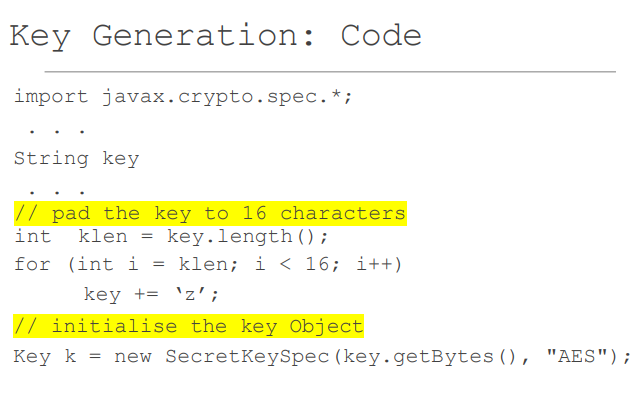 Key Generation: Code
import javax.crypto.spec.*;
. . .
String key
. . .
// pad the key to 16 characters
int  klen = key.length();
for (int i = klen; i < 16; i++)
key += ‘z’;
// initialise the key Object
Key k = new SecretKeySpec(key.getBytes(), "AES");